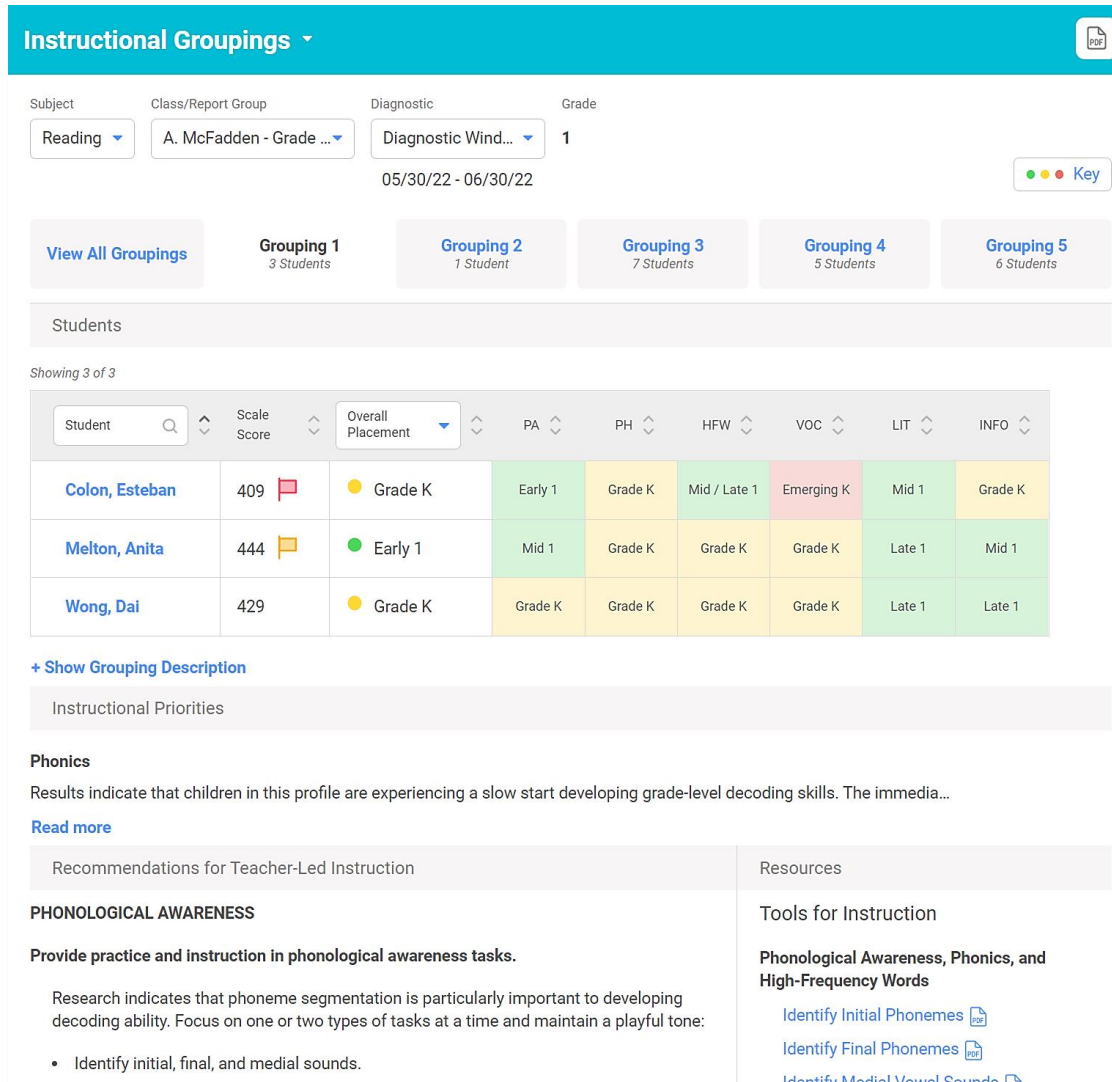 Instructional Groupings
PDF
Subject Class/Report Group Diagnostic Grade
Reading A. McFadden - Grade ... Diagnostic Wind... 1
05/30/22 - 06/30/22
Key
View All Groupings
Grouping 1
3 Students
Grouping 2
1 Student
Grouping 3
7 Students
Grouping 4
5 Students
Grouping 5
6 Students
Students
Showing 3 of 3
Student Scale Score Overall Placement PA PH HFW VOC LIT INFO
Colon, Esteban 409 Grade K Early 1 Grade K Mid / Late 1 Emerging K Mid 1 Grade K
Melton, Anita 444 Early 1 Mid 1 Grade K Grade K Grade K Late 1 Mid 1
Wong, Dai 429 Grade K Grade K Grade K Grade K Grade K Late 1 Late 1
+ Show Grouping Description
Instructional Priorities
Phonics
Results indicate that children in this profile are experiencing a slow start developing grade-level decoding skills. The immedia...
Read more
Recommendations for Teacher-Led Instruction
PHONOLOGICAL AWARENESS
Provide practice and instruction in phonological awareness tasks.
Research indicates that phoneme segmentation is particularly important to developing
decoding ability. Focus on one or two types of tasks at a time and maintain a playful tone:
• Identify initial, final, and medial sounds.
Resources
Tools for Instruction
Phonological Awareness, Phonics, and
High-Frequency Words
Identify Initial Phonemes PDF
Identify Final Phonemes PDF
Identify Medial Vowel Sounds